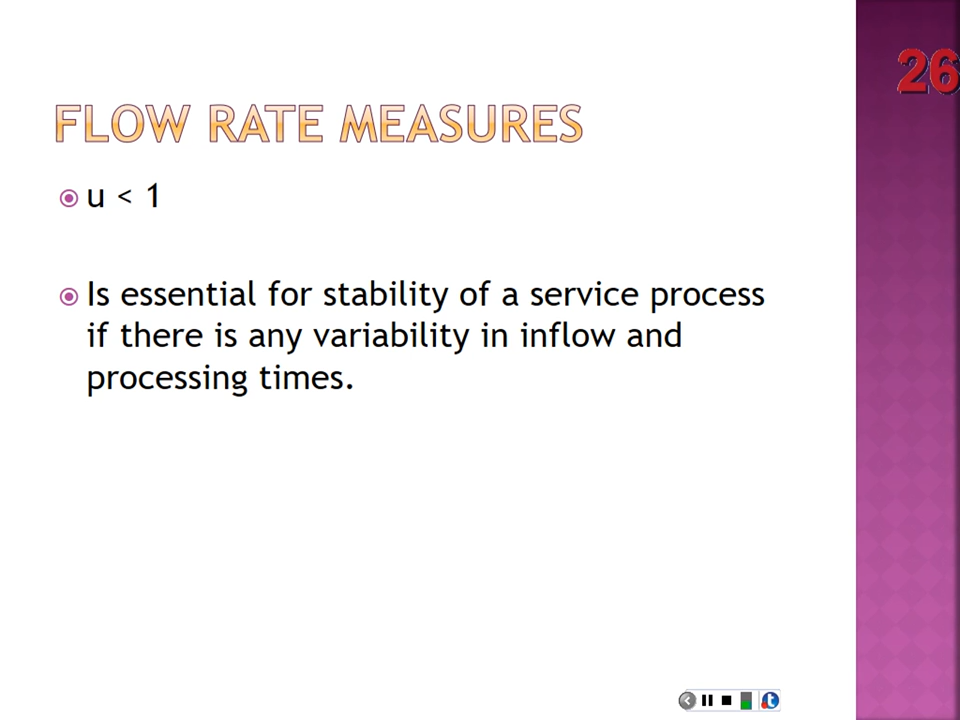 26
FLOW RATE MEASURES
u < 1
Is essential for stability of a service process
if there is any variability in inflow and
processing times.